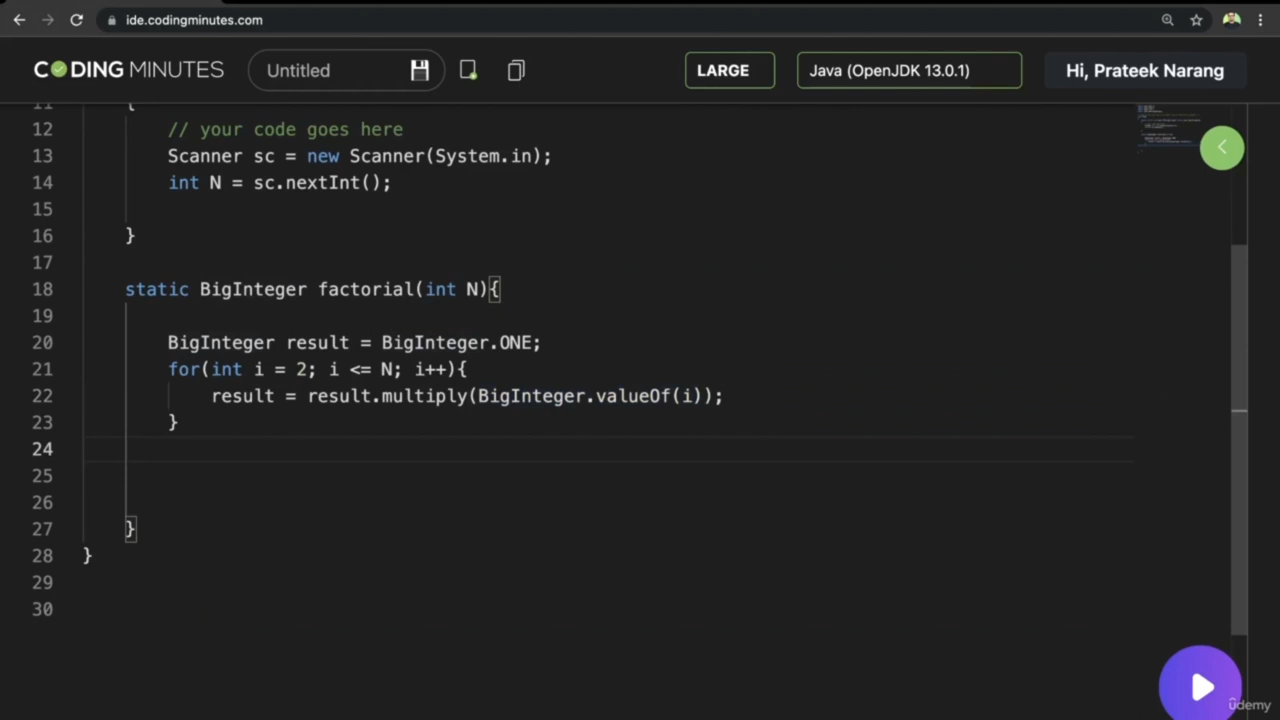 ide.codingminutes.com
CODING MINUTES
Untitled
LARGE
Java (OpenJDK 13.0.1)
Hi, Prateek Narang
11 {
12 // your code goes here
13 Scanner sc = new Scanner(System.in);
14 int N = sc.nextInt();
15
16 }
17
18 static BigInteger factorial(int N){
19
20 BigInteger result = BigInteger.ONE;
21 for(int i = 2; i <= N; i++){
22 result = result.multiply(BigInteger.valueOf(i));
23 }
24
25
26
27 }
28 }
29
30
ûdemy